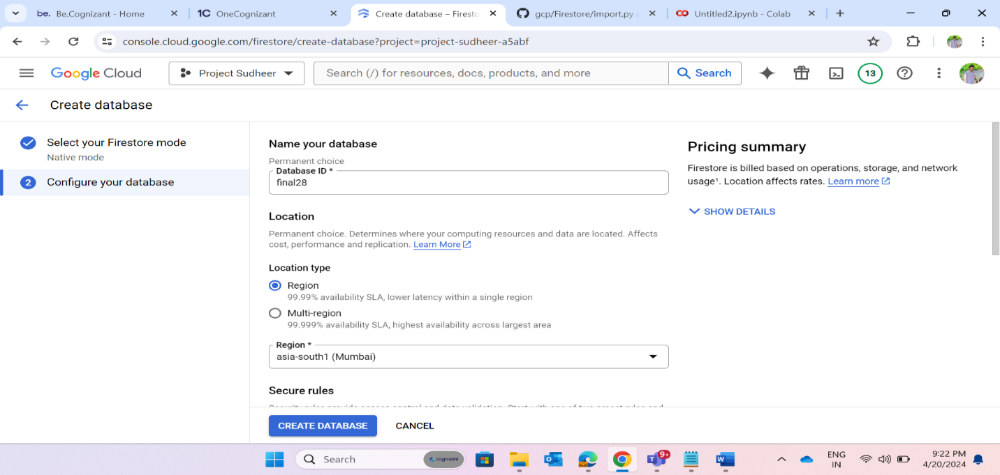 be. Be.Cognizant - Home
1C OneCognizant
Create database – Firesto
gcp/Firestore/import.py a
Untitled2.ipynb - Colab
console.cloud.google.com/firestore/create-database?project=project-sudheer-a5abf
Google Cloud
Project Sudheer
Search (/) for resources, docs, products, and more
Search
13
Create database
Select your Firestore mode
Native mode
2 Configure your database
Name your database
Permanent choice
Database ID *
final28
Location
Permanent choice. Determines where your computing resources and data are located. Affects
cost, performance and replication. Learn More
Location type
Region
99.99% availability SLA, lower latency within a single region
Multi-region
99.999% availability SLA, highest availability across largest area
Region *
asia-south1 (Mumbai)
Secure rules
CREATE DATABASE
CANCEL
Pricing summary
Firestore is billed based on operations, storage, and network
usage¹. Location affects rates. Learn more
SHOW DETAILS
Search
cognizant
9+
ENG
IN
9:22 PM
4/20/2024